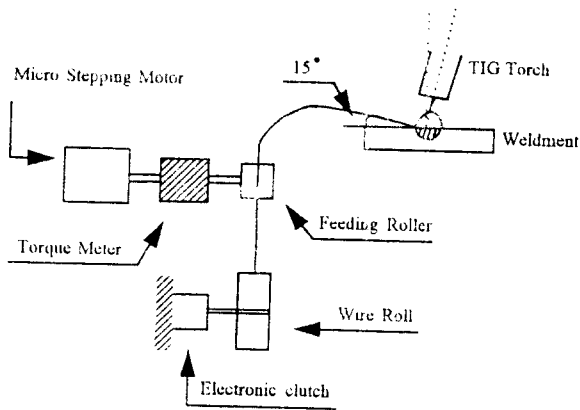 15°
TIG Torch
Micro Stepping Motor
Weldment
Feeding Roller
Torque Meter
Wire Roll
Electronic clutch